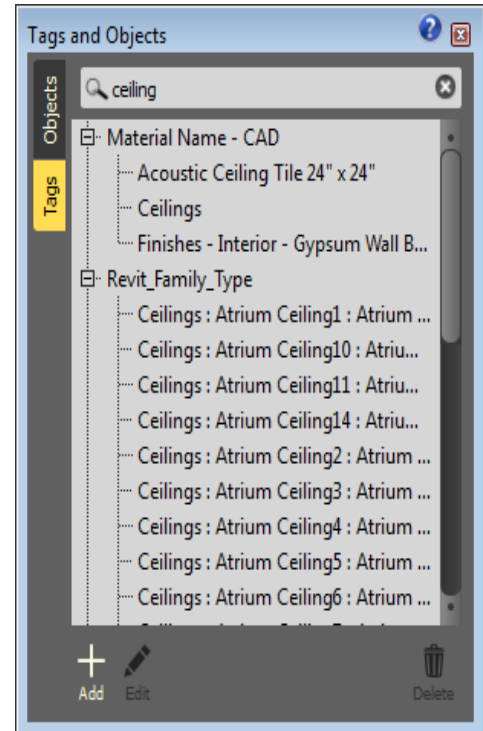 Tags and Objects
Objects
Tags
ceiling
Material Name - CAD
Acoustic Ceiling Tile 24" x 24"
Ceilings
Finishes - Interior - Gypsum Wall B...
Revit_Family_Type
Ceilings : Atrium Ceiling1 : Atrium ...
Ceilings : Atrium Ceiling10 : Atriu...
Ceilings : Atrium Ceiling11 : Atriu...
Ceilings : Atrium Ceiling14 : Atriu...
Ceilings : Atrium Ceiling2 : Atrium ...
Ceilings : Atrium Ceiling3 : Atrium ...
Ceilings : Atrium Ceiling4 : Atrium ...
Ceilings : Atrium Ceiling5 : Atrium ...
Ceilings : Atrium Ceiling6 : Atrium ...
Add Edit Delete